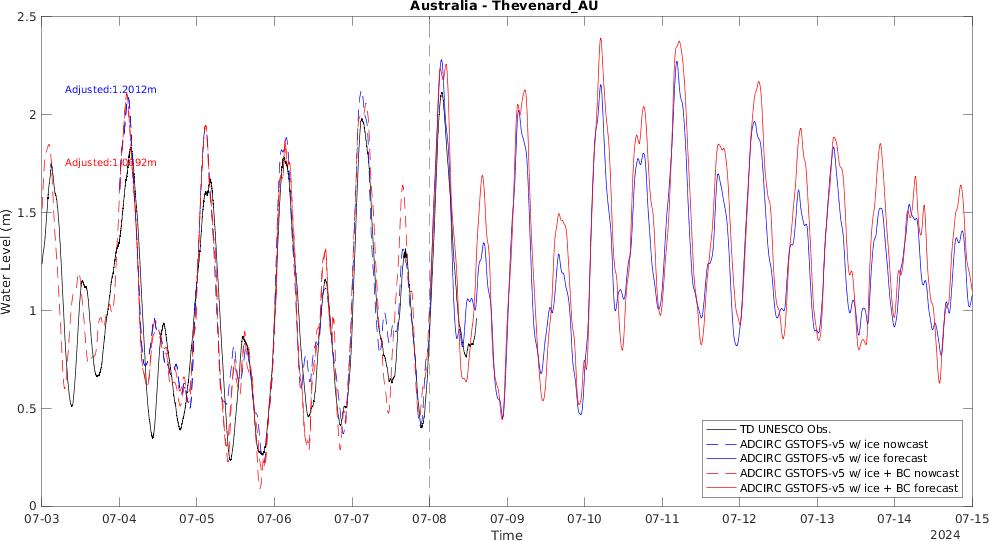 Australia - Thevenard_AU
2.5
2
1.5
1
0.5
0
Water Level (m)
Adjusted:1.2012m
TD UNESCO Obs.
ADCIRC GSTOFS-v5 w/ ice nowcast
ADCIRC GSTOFS-v5 w/ ice forecast
ADCIRC GSTOFS-v5 w/ ice + BC nowcast
ADCIRC GSTOFS-v5 w/ ice + BC forecast
07-03 07-04 07-05 07-06 07-07 07-08 07-09 07-10 07-11 07-12 07-13 07-14 07-15
Time
2024